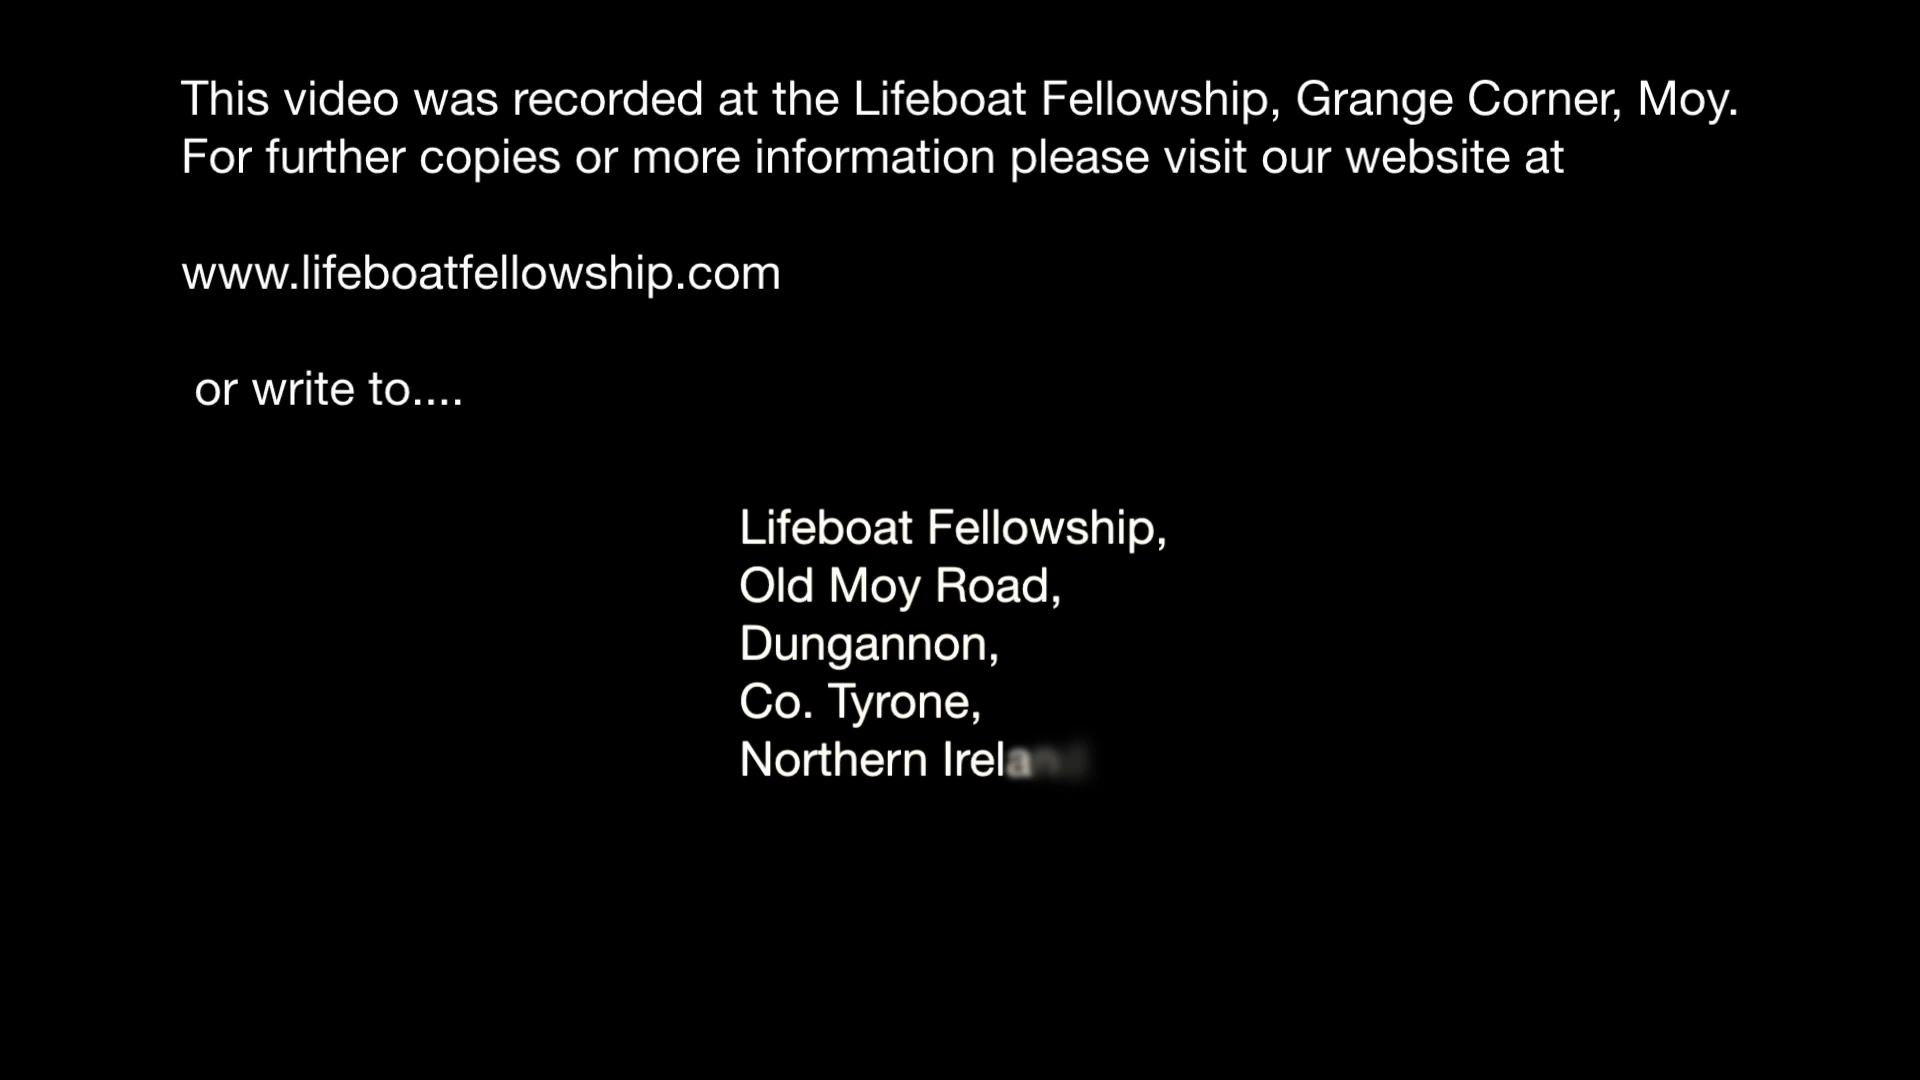 This video was recorded at the Lifeboat Fellowship, Grange Corner, Moy.
For further copies or more information please visit our website at
www.lifeboatfellowship.com
or write to....
Lifeboat Fellowship,
Old Moy Road,
Dungannon,
Co. Tyrone,
Northern Ireland